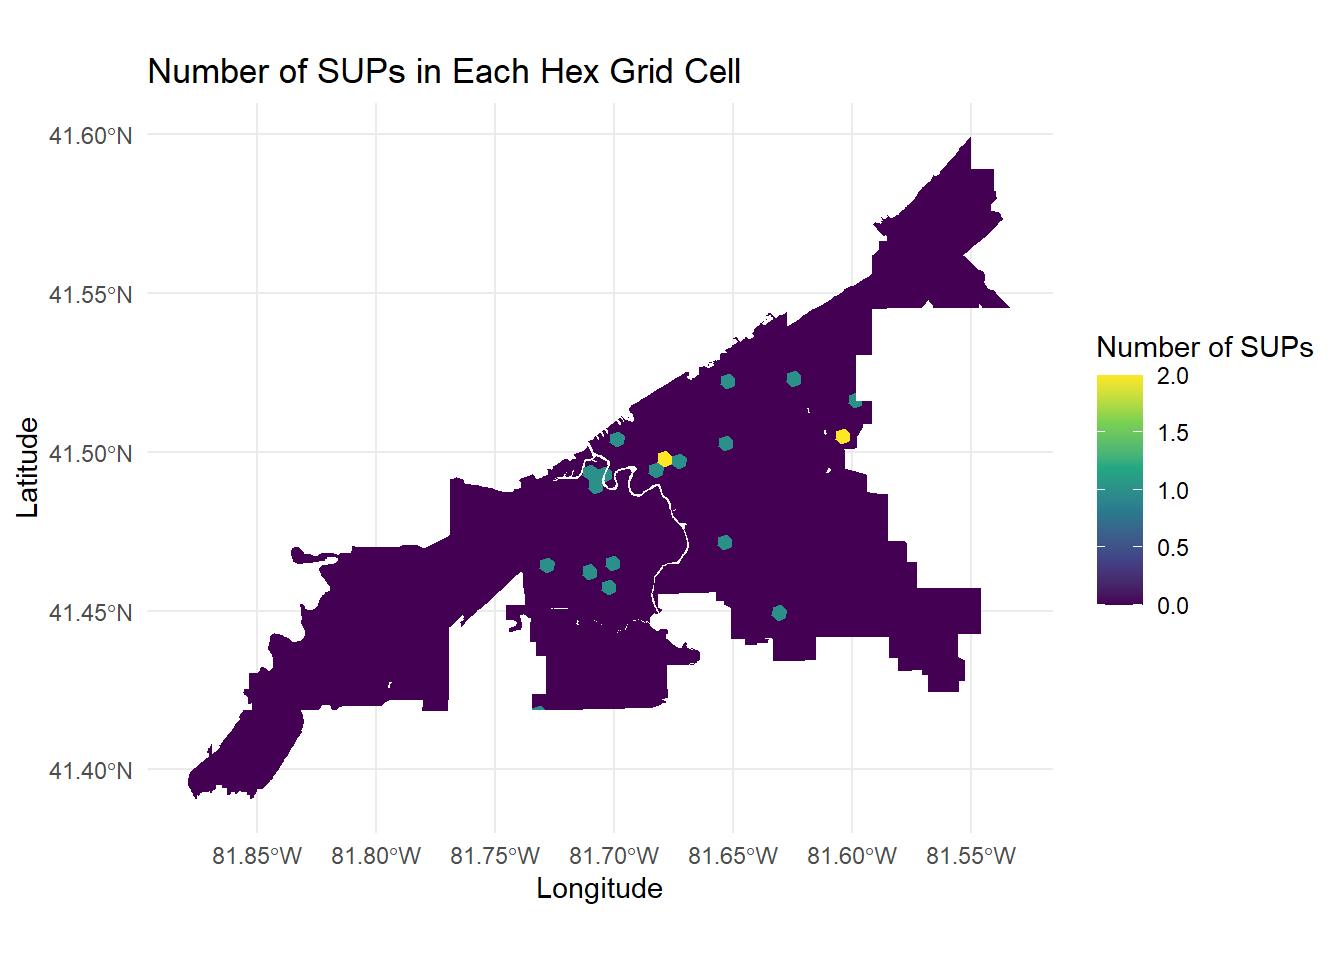 Number of SUPs in Each Hex Grid Cell
41.60°N
41.55°N
41.50°N
41.45°N
41.40°N
Latitude
81.85°W 81.80°W 81.75°W 81.70°W 81.65°W 81.60°W 81.55°W
Longitude
Number of SUPs
2.0
1.5
1.0
0.5
0.0